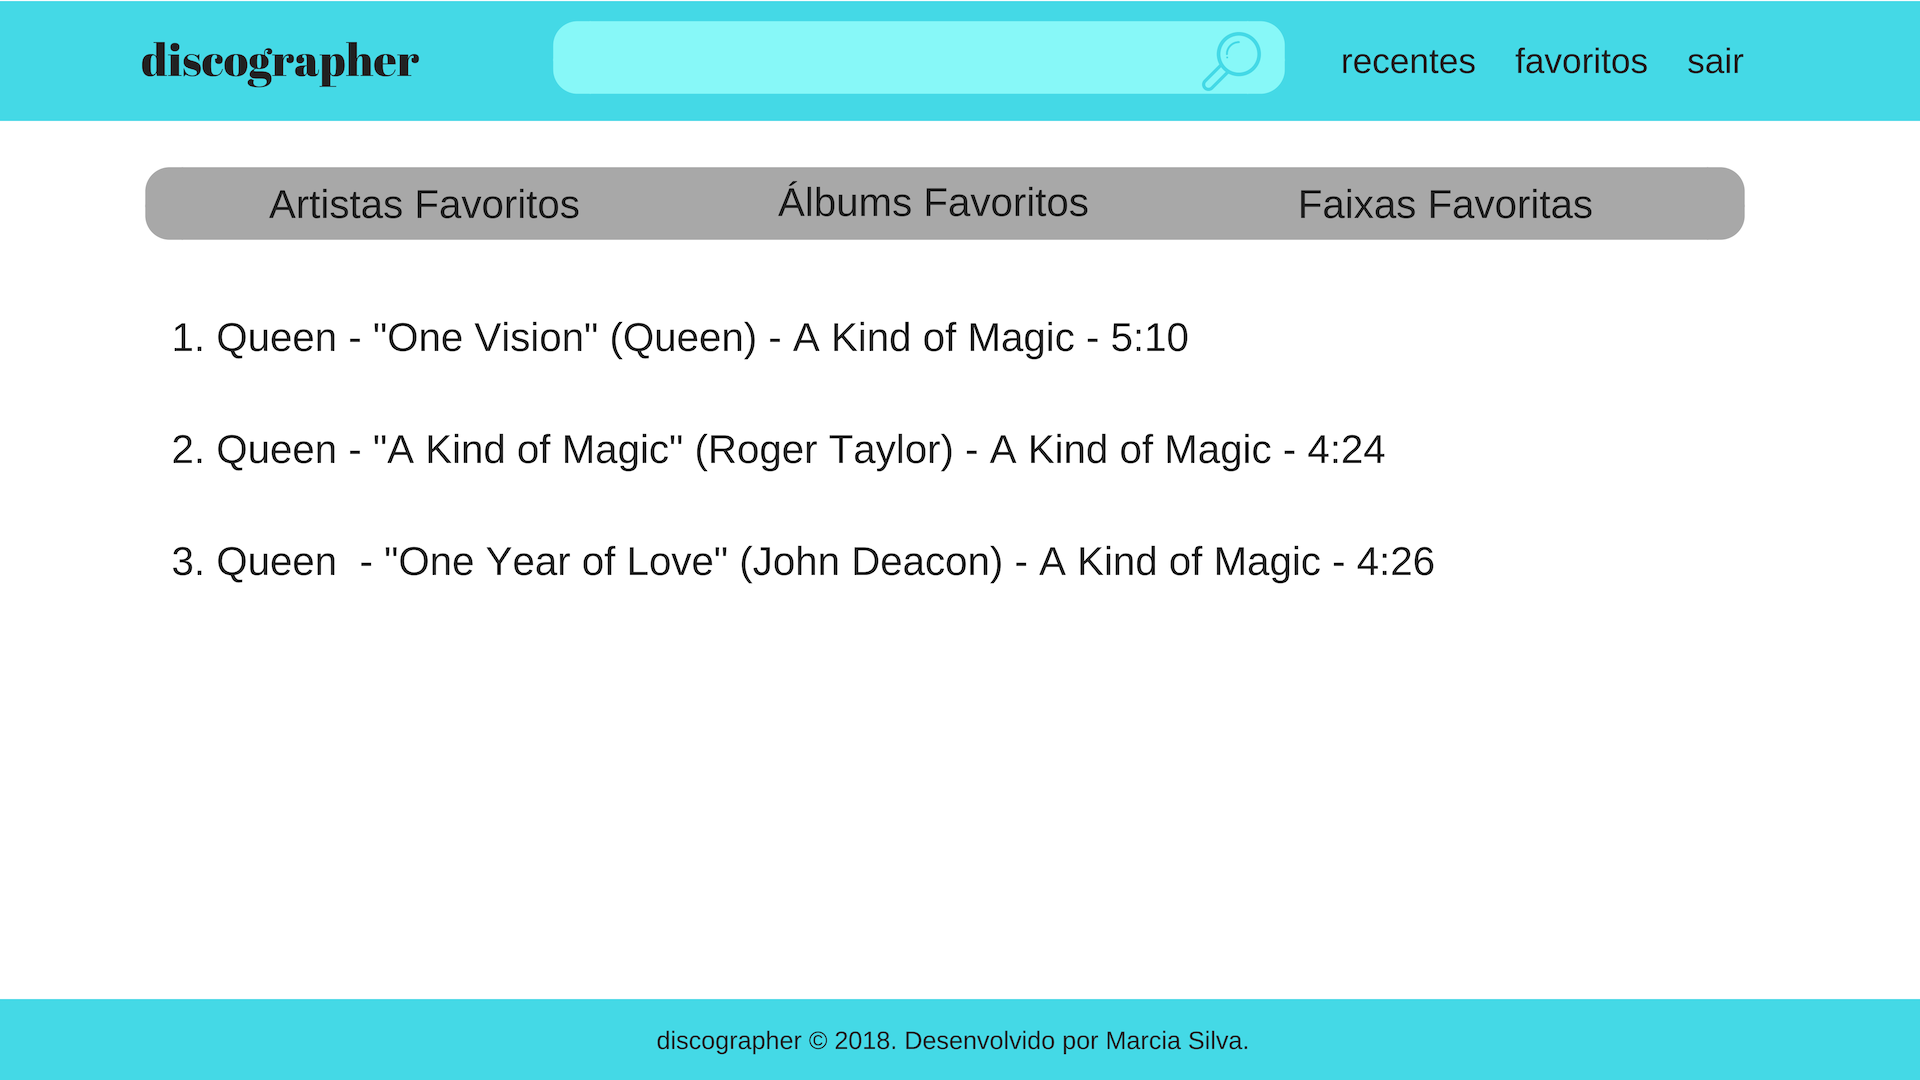 discographer
recentes favoritos sair
Artistas Favoritos Álbums Favoritos Faixas Favoritas
1. Queen - "One Vision" (Queen) - A Kind of Magic - 5:10
2. Queen - "A Kind of Magic" (Roger Taylor) - A Kind of Magic - 4:24
3. Queen  - "One Year of Love" (John Deacon) - A Kind of Magic - 4:26
discographer © 2018. Desenvolvido por Marcia Silva.